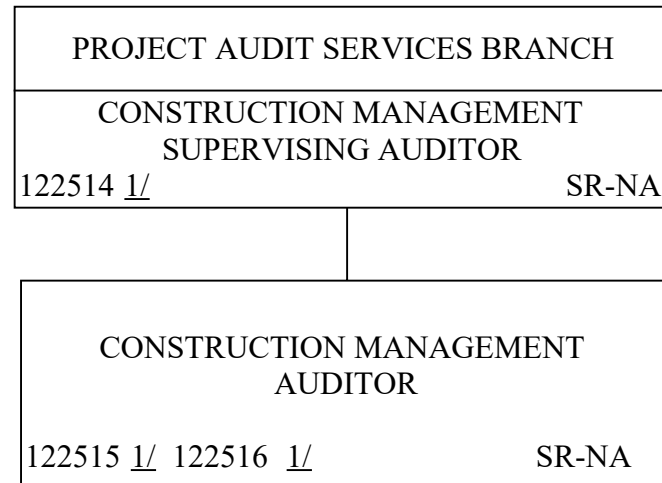 PROJECT AUDIT SERVICES BRANCH
CONSTRUCTION MANAGEMENT
SUPERVISING AUDITOR
122514 1/ SR-NA
CONSTRUCTION MANAGEMENT
AUDITOR
122515 1/ 122516 1/ SR-NA